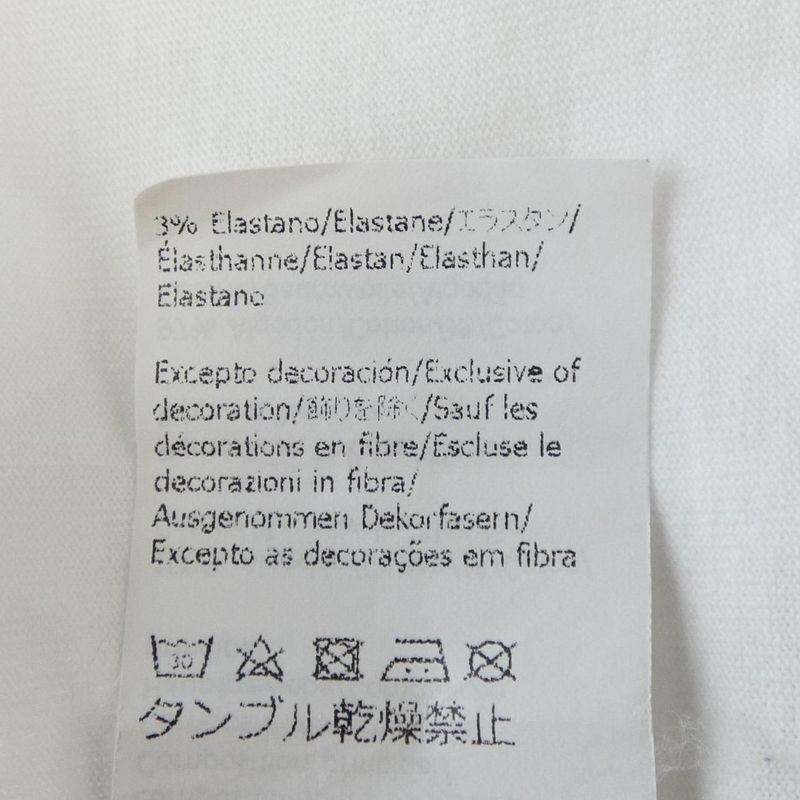 3% Elastano/Elastane/エラスタン/
Élasthanne/Elastan/Elasthan/
Elastano
Excepto decoración/Exclusive of
decoration/飾りを除く/Sauf les
décorations en fibre/Escluse le
decorazioni in fibra/
Ausgenommen Dekorfasern/
Excepto as decorações em fibra
30
タンブル乾燥禁止